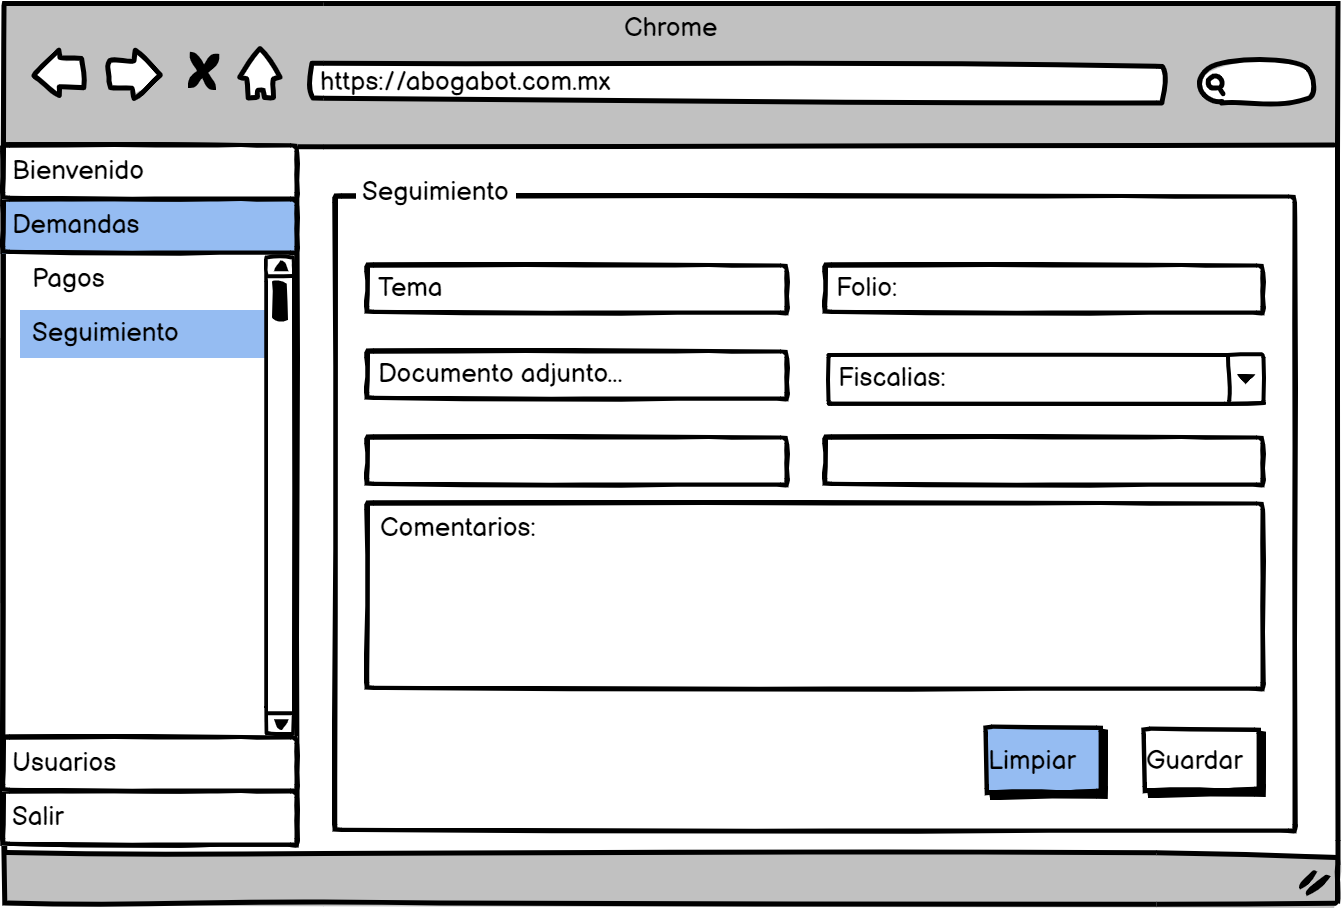 Chrome
https://abogabot.com.mx
Bienvenido
Demandas
Pagos
Seguimiento
Usuarios
Salir
Seguimiento
Tema
Folio:
Documento adjunto...
Fiscalias:
Comentarios:
Limpiar
Guardar